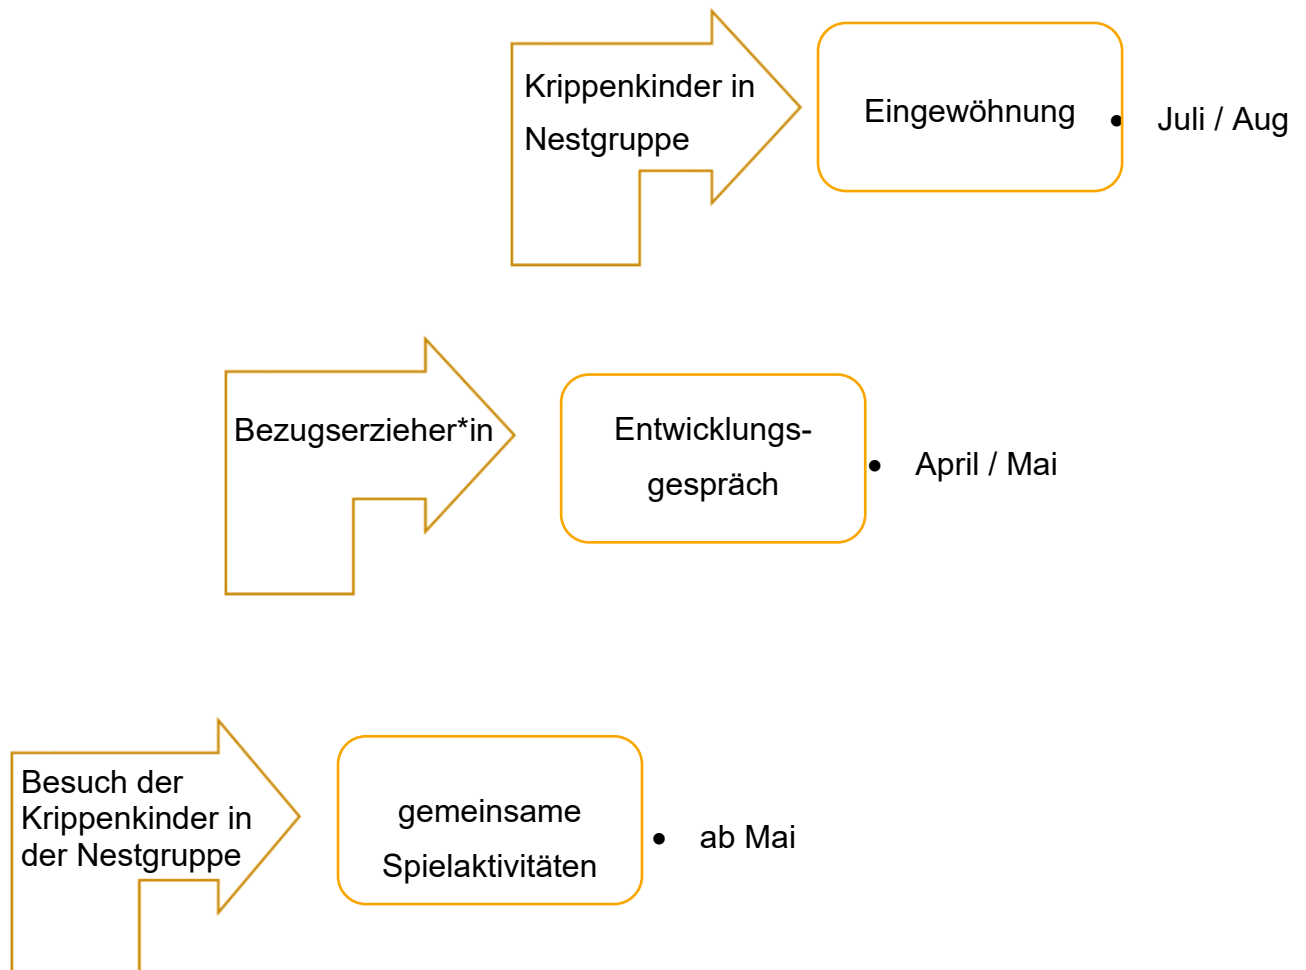 Krippenkinder in
Nestgruppe
Eingewöhnung
• Juli / Aug
Bezugserzieher*in
Entwicklungs-
gespräch
• April / Mai
Besuch der
Krippenkinder in
der Nestgruppe
gemeinsame
Spielaktivitäten
• ab Mai